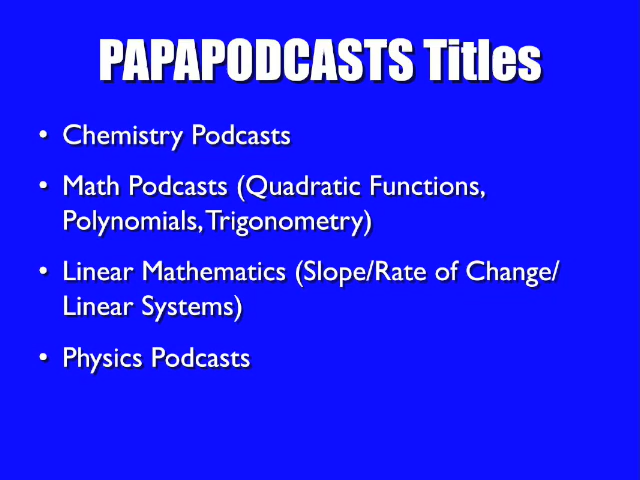 PAPAPODCASTS Titles
• Chemistry Podcasts
• Math Podcasts (Quadratic Functions,
Polynomials,Trigonometry)
• Linear Mathematics (Slope/Rate of Change/
Linear Systems)
• Physics Podcasts